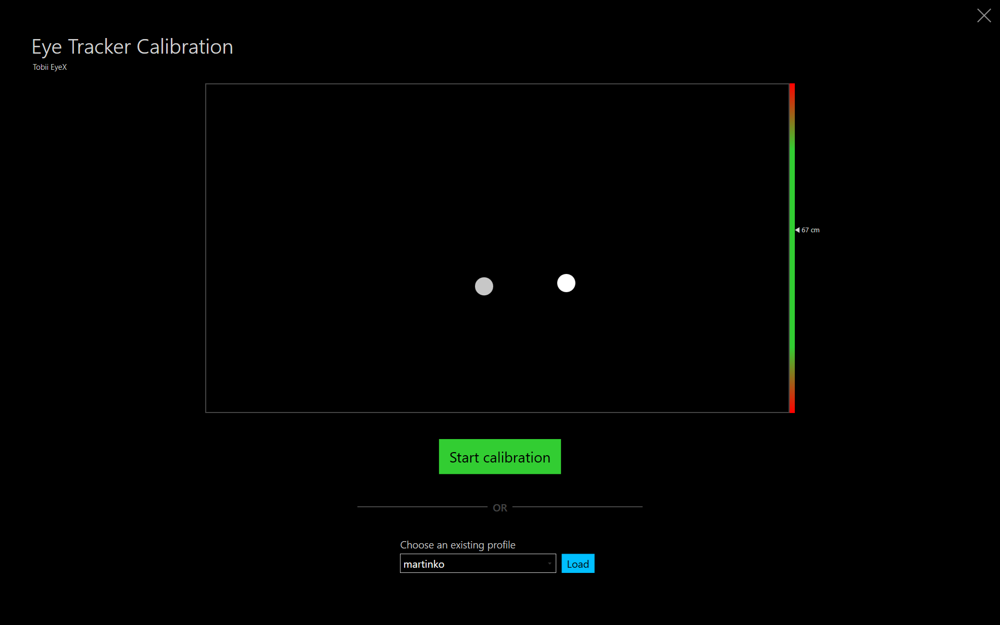 Eye Tracker Calibration
Tobii EyeX
67 cm
Start calibration
OR
Choose an existing profile
martinko
Load